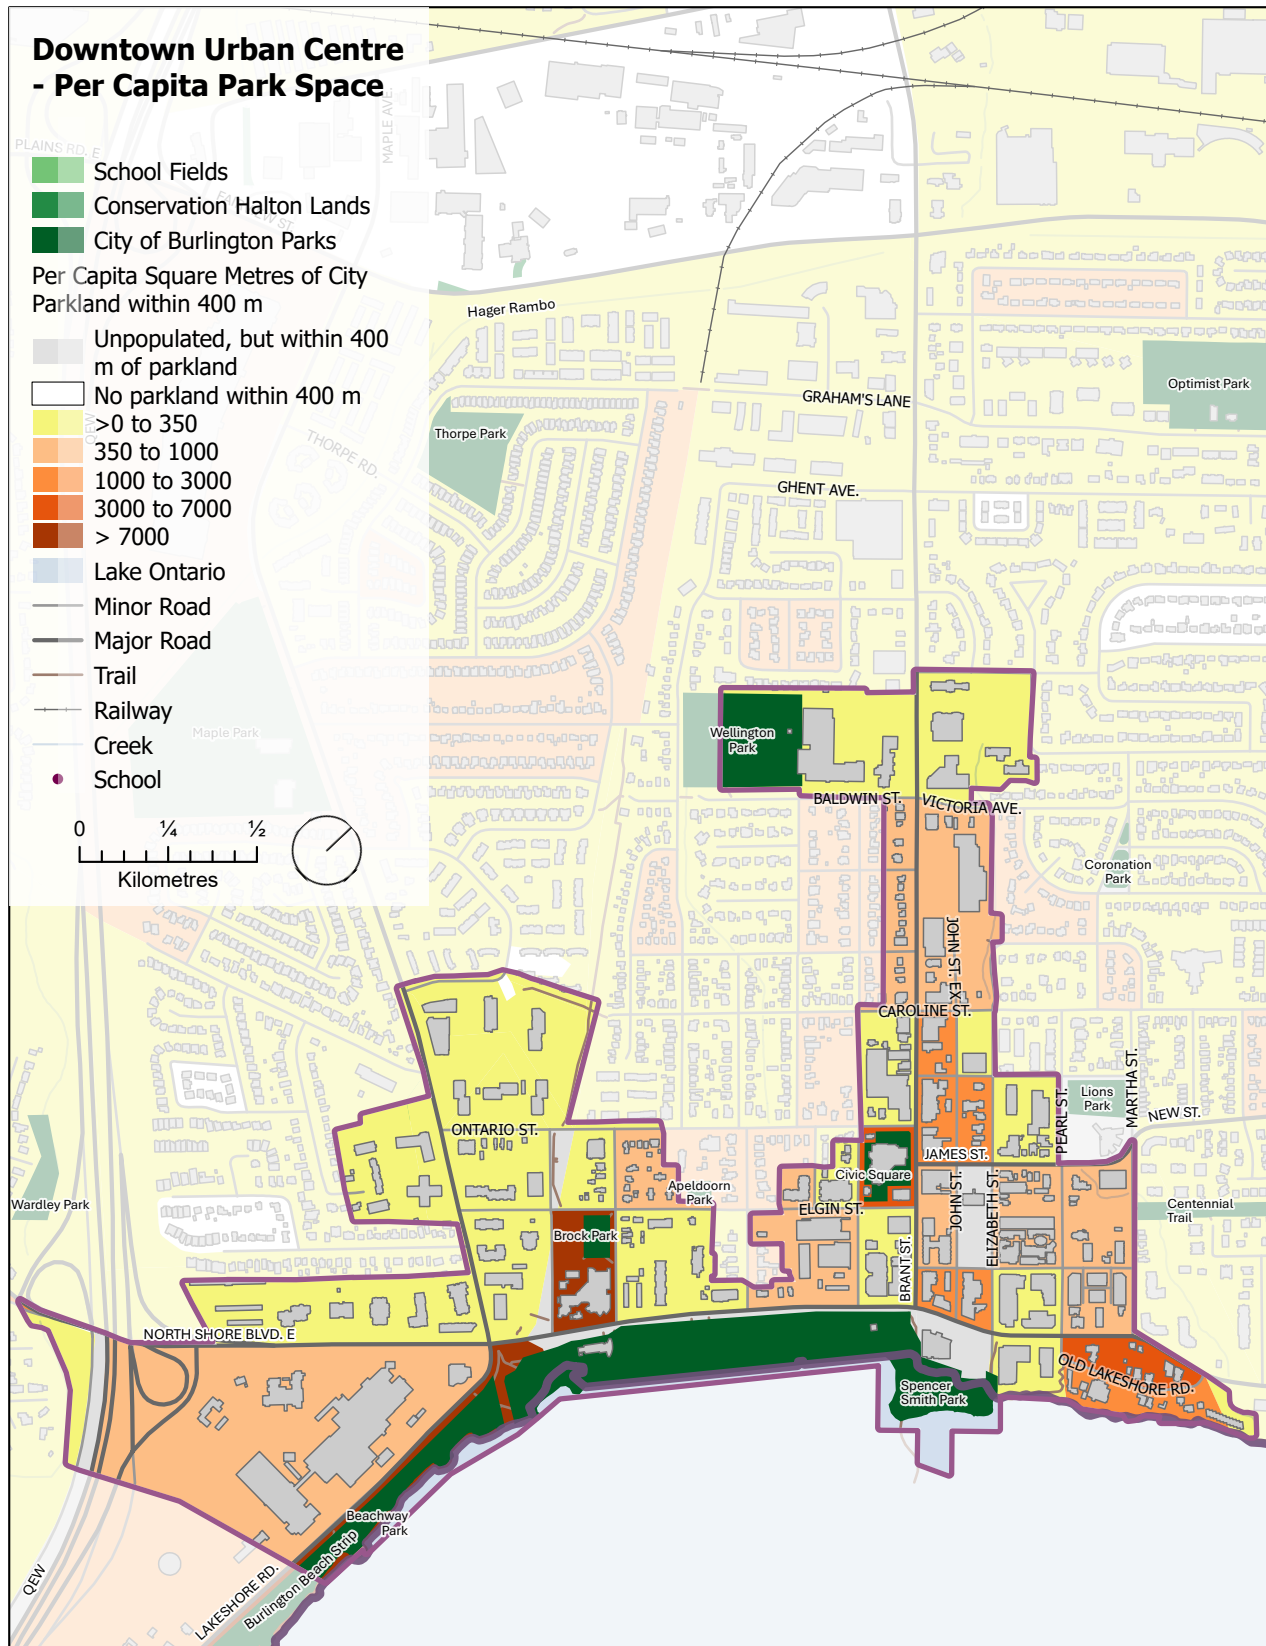 Downtown Urban Centre
- Per Capita Park Space
MAPLE AVE.
PLAINS RD. E
School Fields
Conservation Halton Lands
City of Burlington Parks
Per Capita Square Metres of City
Parkland within 400 m
Unpopulated, but within 400
m of parkland
No parkland within 400 m
>0 to 350
350 to 1000
1000 to 3000
3000 to 7000
> 7000
Lake Ontario
Minor Road
Major Road
Trail
Railway
Creek
School
0 ¼ ½
Kilometres
QEW
THORPE RD.
Maple Park
Hager Rambo
Thorpe Park
GRAHAM'S LANE
Optimist Park
GHENT AVE.
Wellington
Park
BALDWIN ST.
VICTORIA AVE.
Coronation
Park
JOHN ST. EX.
CAROLINE ST.
Lions
Park
MARTHA ST.
NEW ST.
PEARL ST.
ONTARIO ST.
JAMES ST.
Civic Square
Apeldoorn
Park
Wardley Park
ELGIN ST.
JOHN ST.
ELIZABETH ST.
Centennial
Trail
Brock Park
BRANT ST.
NORTH SHORE BLVD. E
OLD LAKESHORE RD.
Spencer
Smith Park
Beachway
Park
Burlington Beach Strip
LAKESHORE RD.
QEW